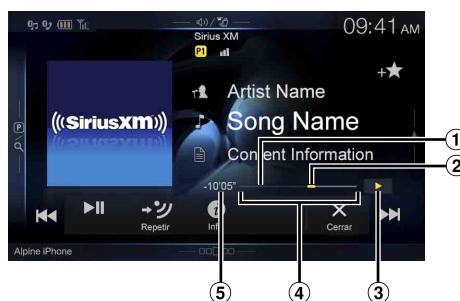 09:41 AM
Sirius XM
P1
((SiriusXM))
Artist Name
Song Name
Content Information
P
-10'05"
Repetir
Info
Cerrar
Alpine iPhone
1
2
5
4
3